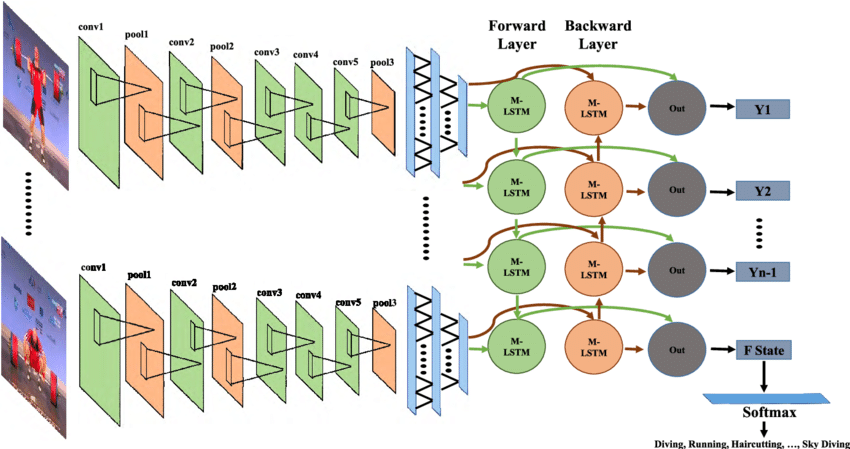 Forward Layer
Backward Layer
conv1
pool1
conv2
pool2
conv3
conv4
conv5
pool3
M-LSTM
M-LSTM
Out
Y1
M-LSTM
M-LSTM
Out
Y2
M-LSTM
M-LSTM
Out
Yn-1
conv1
pool1
conv2
pool2
conv3
conv4
conv5
pool3
M-LSTM
M-LSTM
Out
F State
Softmax
Diving, Running, Haircutting, ..., Sky Diving